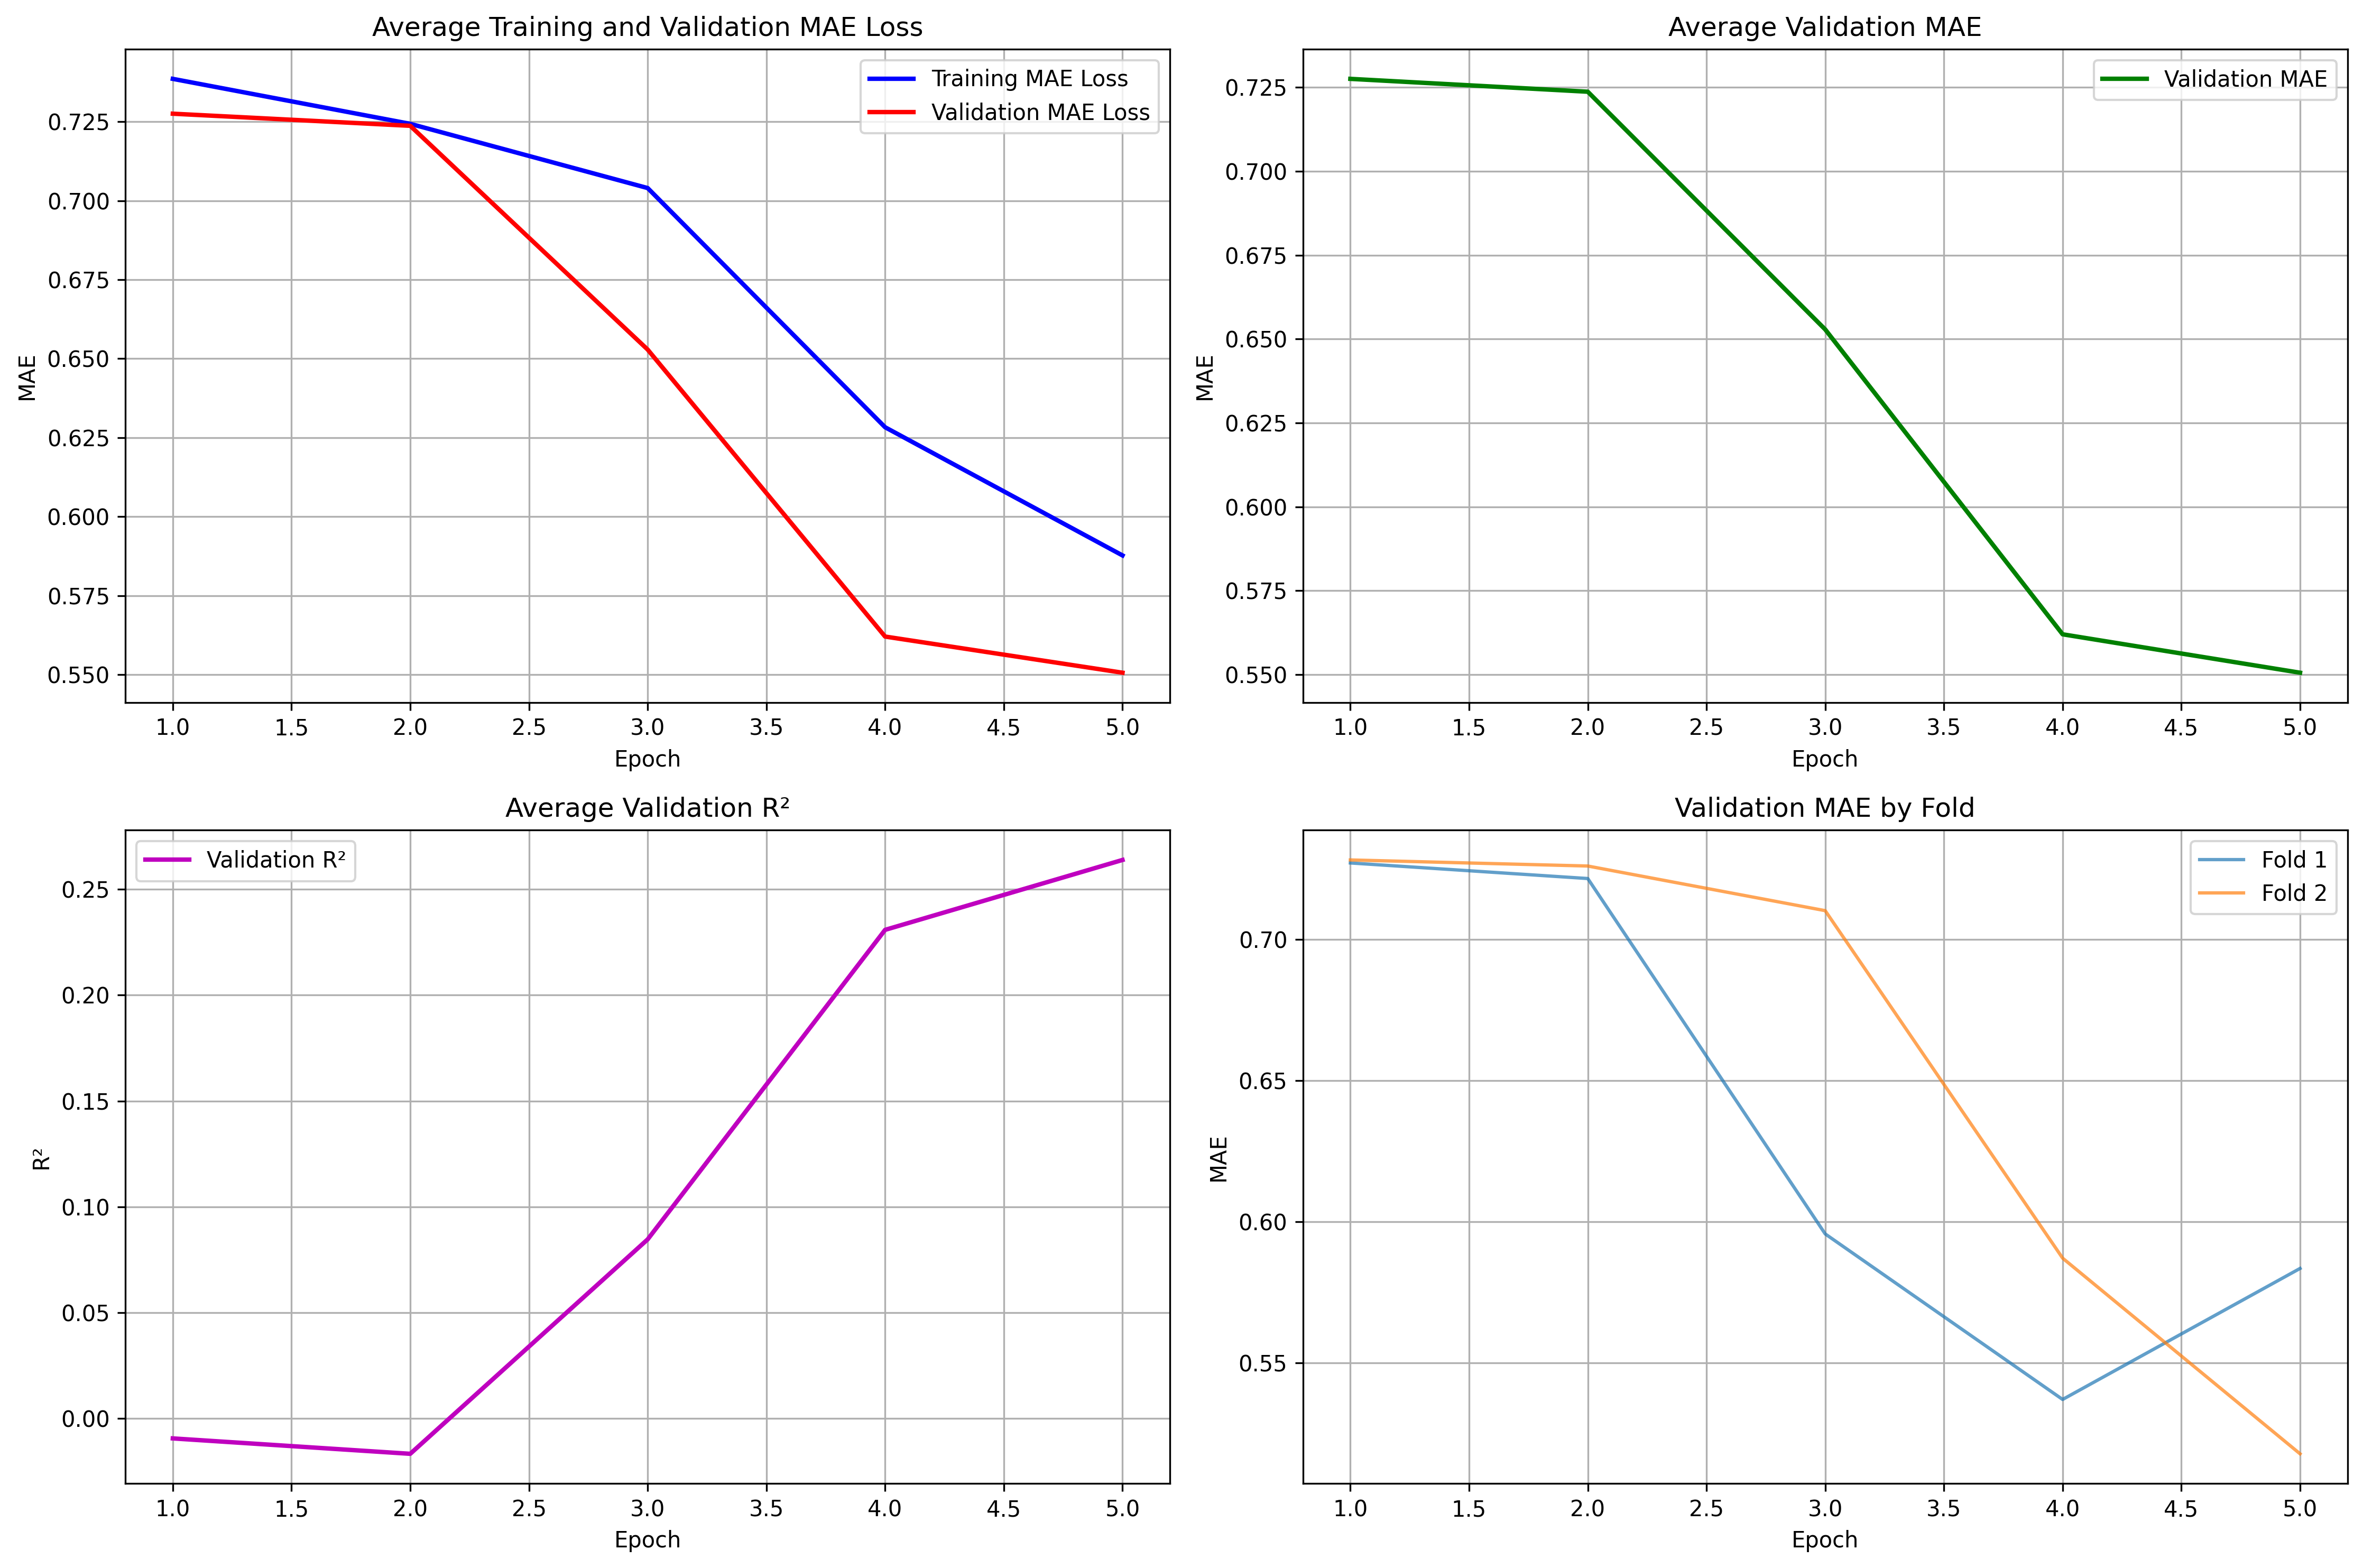 Average Training and Validation MAE Loss
Training MAE Loss
Validation MAE Loss
MAE
0.725
0.700
0.675
0.650
0.625
0.600
0.575
0.550
1.0 1.5 2.0 2.5 3.0 3.5 4.0 4.5 5.0
Epoch
Average Validation MAE
Validation MAE
MAE
0.725
0.700
0.675
0.650
0.625
0.600
0.575
0.550
1.0 1.5 2.0 2.5 3.0 3.5 4.0 4.5 5.0
Epoch
Average Validation R²
Validation R²
R²
0.25
0.20
0.15
0.10
0.05
0.00
1.0 1.5 2.0 2.5 3.0 3.5 4.0 4.5 5.0
Epoch
Validation MAE by Fold
Fold 1
Fold 2
MAE
0.70
0.65
0.60
0.55
1.0 1.5 2.0 2.5 3.0 3.5 4.0 4.5 5.0
Epoch